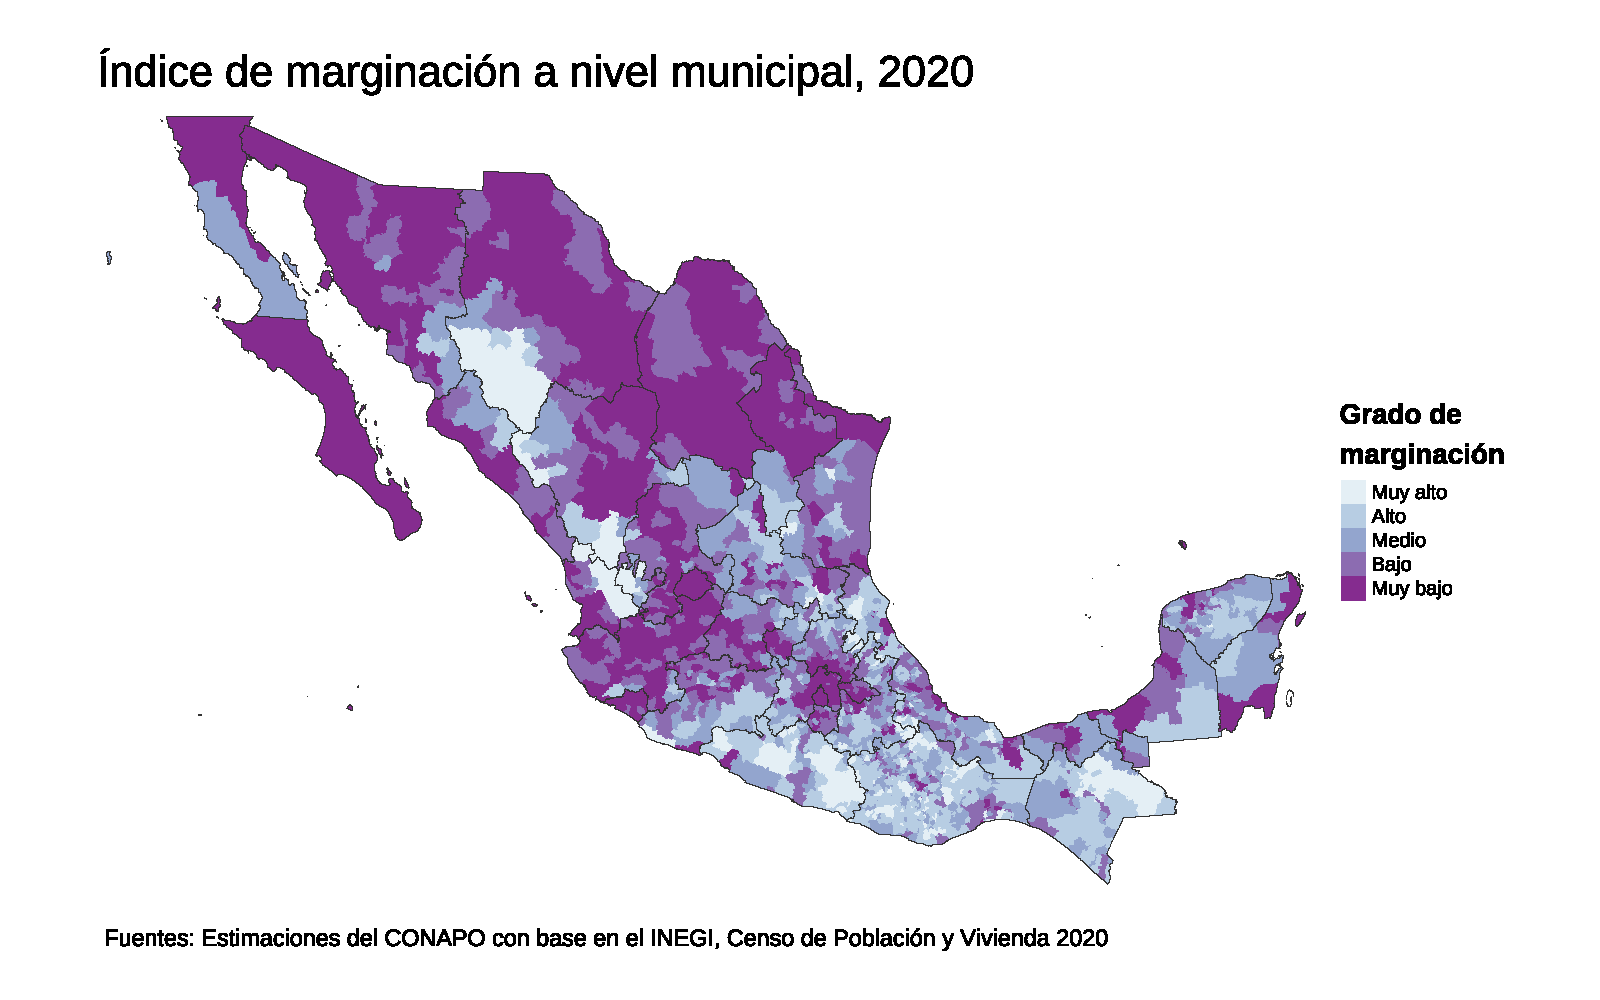 Índice de marginación a nivel municipal, 2020
Grado de
marginación
Muy alto
Alto
Medio
Bajo
Muy bajo
Fuentes: Estimaciones del CONAPO con base en el INEGI, Censo de Población y Vivienda 2020